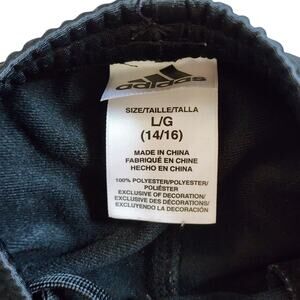 adidas
SIZE/TAILLE/TALLA
L/G
(14/16)
MADE IN CHINA
FABRIQUÉ EN CHINE
HECHO EN CHINA
100% POLYESTER/POLYESTER/
POLIÉSTER
EXCLUSIVE OF DECORATION/
EXCLUSIVE DES DÉCORATIONS/
EXCLUYENDO LA DECORACIÓN